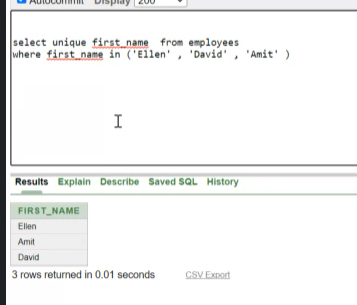 Autocommit Display 200
select unique first_name from employees
where first_name in ('Ellen' , 'David' , 'Amit' )
Results Explain Describe Saved SQL History
FIRST_NAME
Ellen
Amit
David
3 rows returned in 0.01 seconds CSV Export